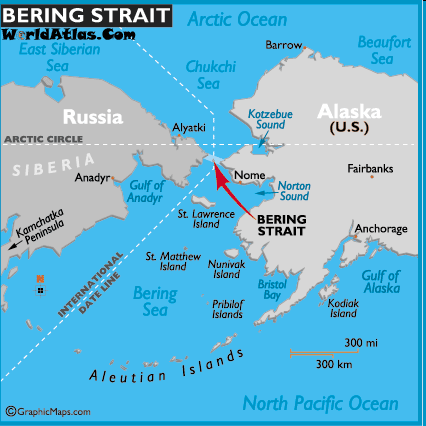 BERING STRAIT
WorldAtlas.Com
Arctic Ocean
East Siberian
Sea
Barrow
Beaufort
Sea
Chukchi
Sea
Russia
Alyatki
Kotzebue
Sound
Alaska
(U.S.)
ARCTIC CIRCLE
SIBERIA
Anadyr
Gulf of
Anadyr
Nome
Norton
Sound
Fairbanks
Kamchatka
Peninsula
St. Lawrence
Island
BERING
STRAIT
Anchorage
St. Matthew
Island
Nunivak
Island
N
INTERNATIONAL
DATE LINE
Bering
Sea
Pribilof
Islands
Bristol
Bay
Kodiak
Island
Gulf of
Alaska
Aleutian Islands
300 mi
300 km
©GraphicMaps.com
North Pacific Ocean